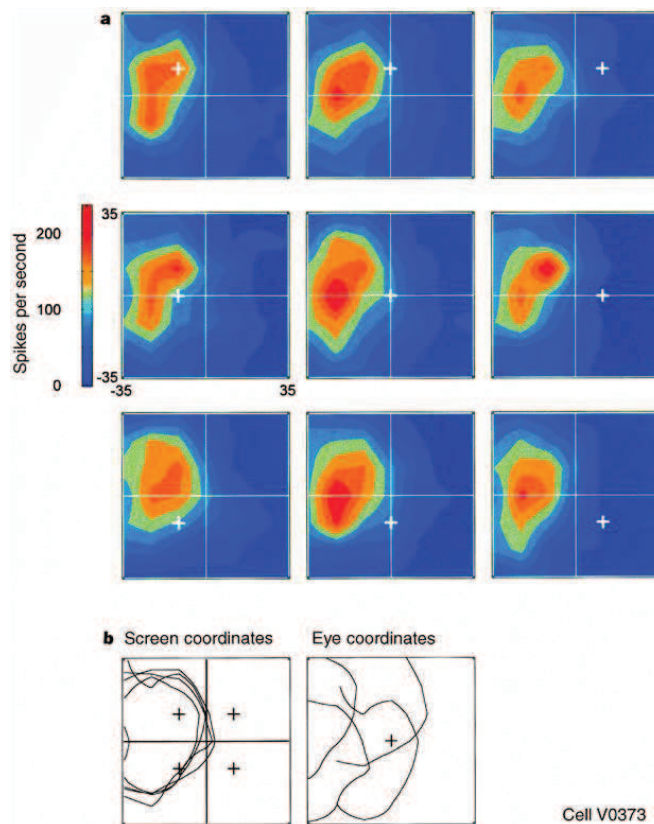 a
Spikes per second
200
100
0
35
-35
-35
35
b Screen coordinates
Eye coordinates
Cell V0373